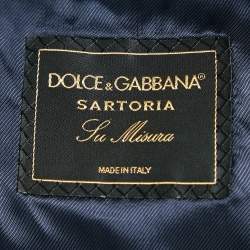 DOLCE & GABBANA®
SARTORIA
Su Misura
MADE IN ITALY